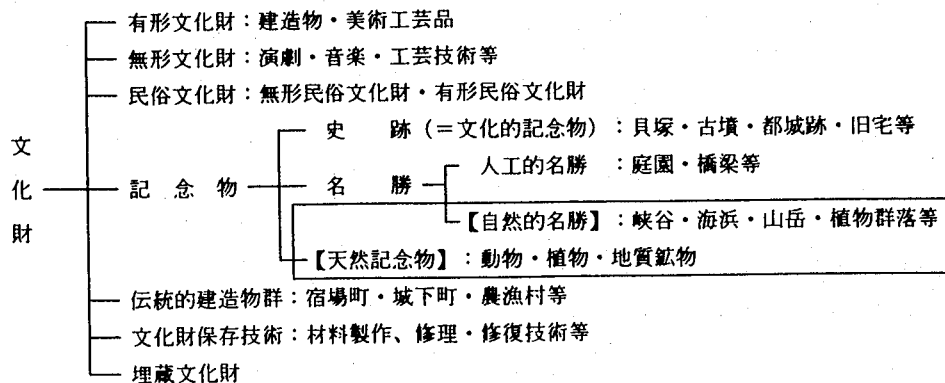 有形文化財：建造物・美術工芸品
無形文化財：演劇・音楽・工芸技術等
民俗文化財：無形民俗文化財・有形民俗文化財
文化財
記念物
史跡（＝文化的記念物）：貝塚・古墳・都城跡・旧宅等
名勝
人工的名勝：庭園・橋梁等
【自然的名勝】：峡谷・海浜・山岳・植物群落等
【天然記念物】：動物・植物・地質鉱物
伝統的建造物群：宿場町・城下町・農漁村等
文化財保存技術：材料製作、修理・修復技術等
埋蔵文化財